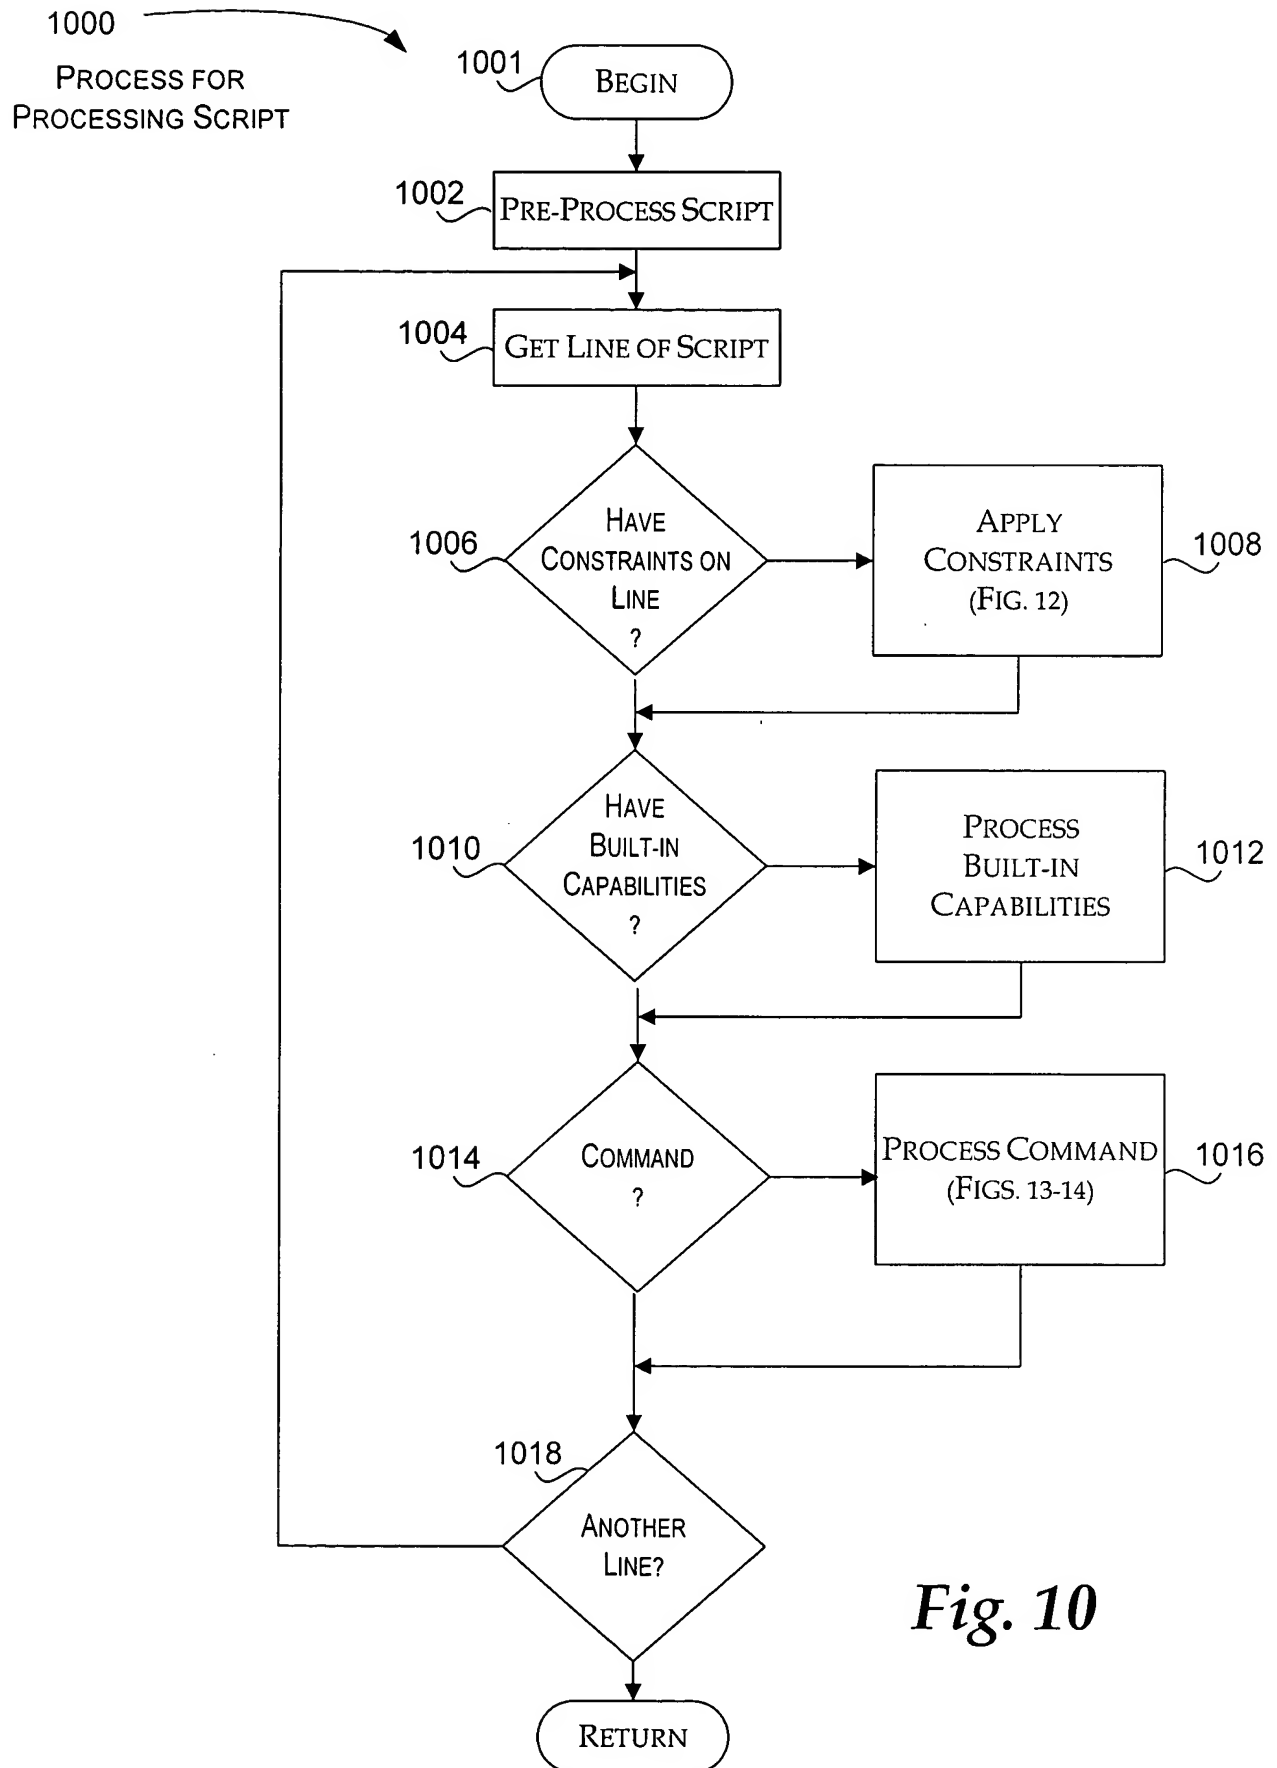 1000
PROCESS FOR
PROCESSING SCRIPT
1001
BEGIN
1002
PRE-PROCESS SCRIPT
1004
GET LINE OF SCRIPT
1006
HAVE
CONSTRAINTS ON
LINE
?
APPLY
CONSTRAINTS
(FIG. 12)
1008
1010
HAVE
BUILT-IN
CAPABILITIES
?
PROCESS
BUILT-IN
CAPABILITIES
1012
1014
COMMAND
?
PROCESS COMMAND
(FIGS. 13-14)
1016
1018
ANOTHER
LINE?
Fig. 10
RETURN